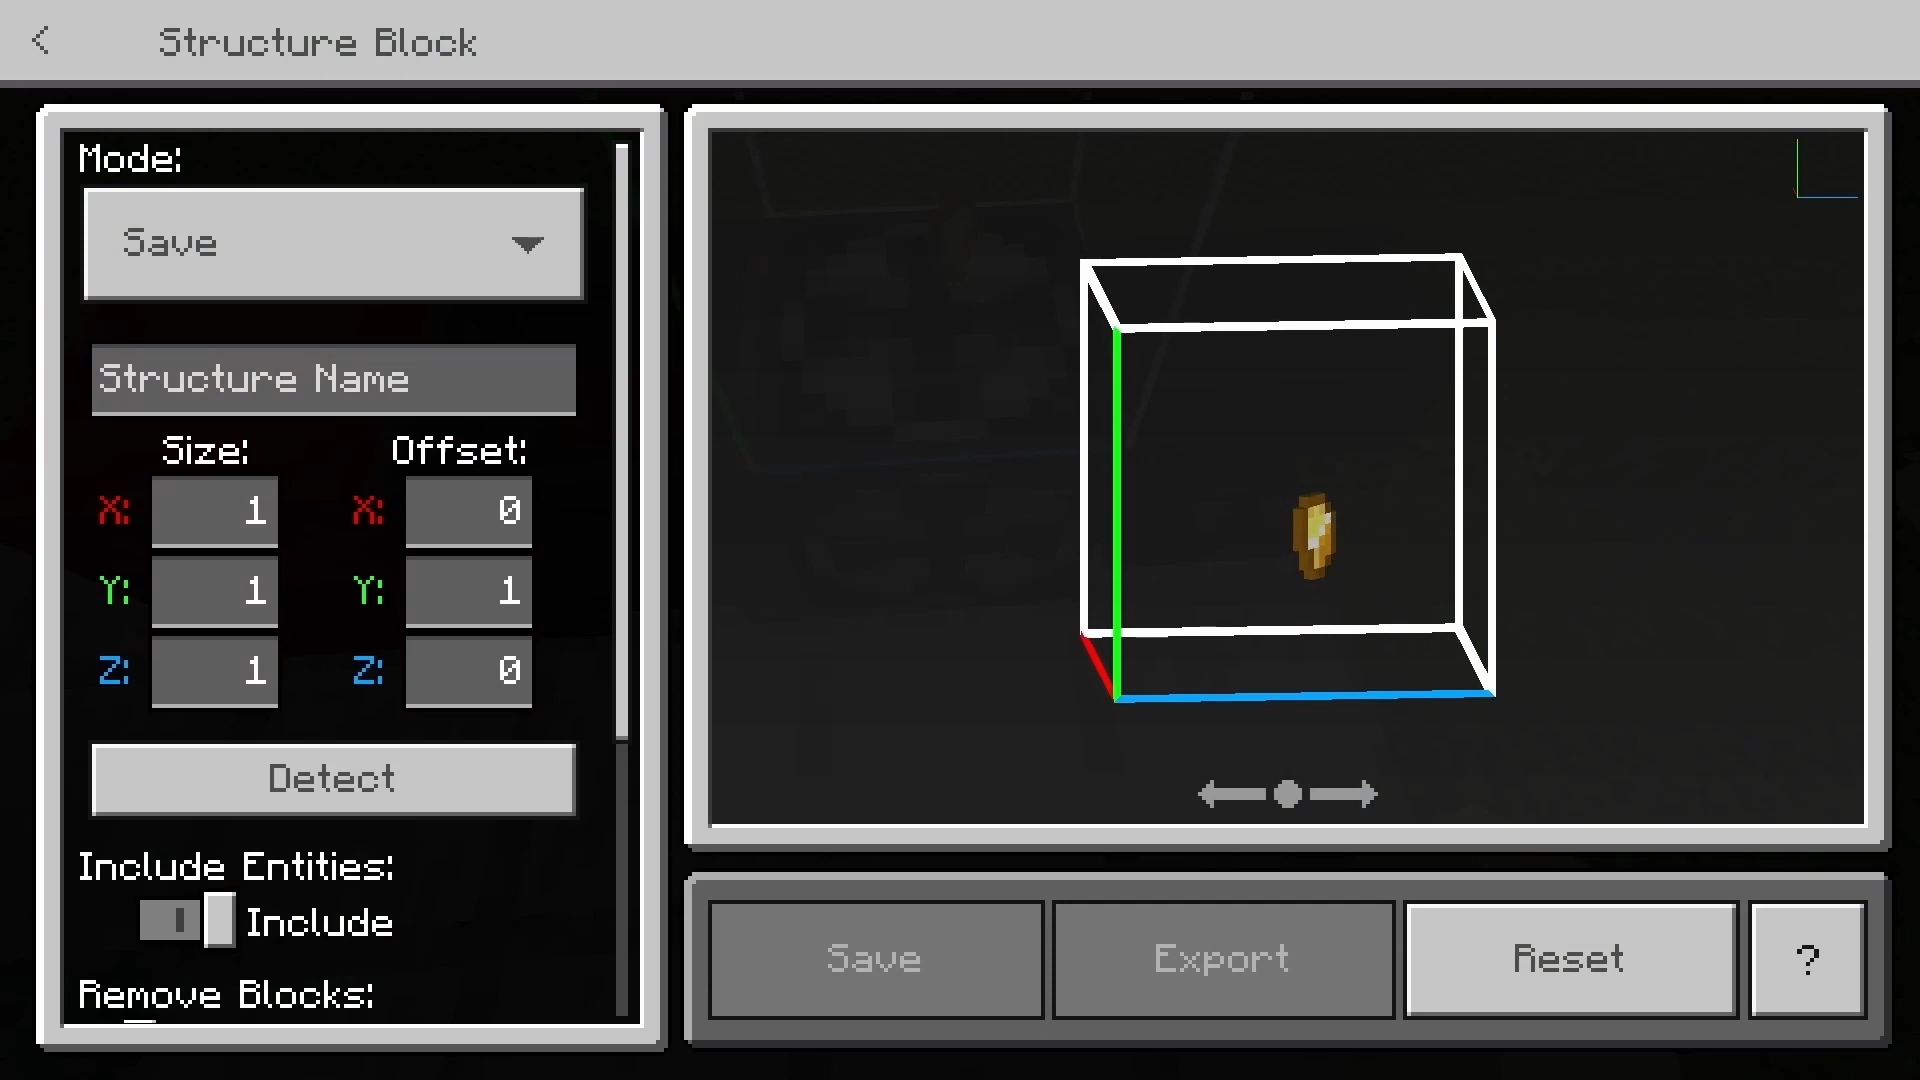 Structure Block
Mode:
Save
Structure Name
Size: Offset:
X: 1 X: 0
Y: 1 Y: 1
Z: 1 Z: 0
Detect
Include Entities:
Include
Remove Blocks:
Save Export Reset ?